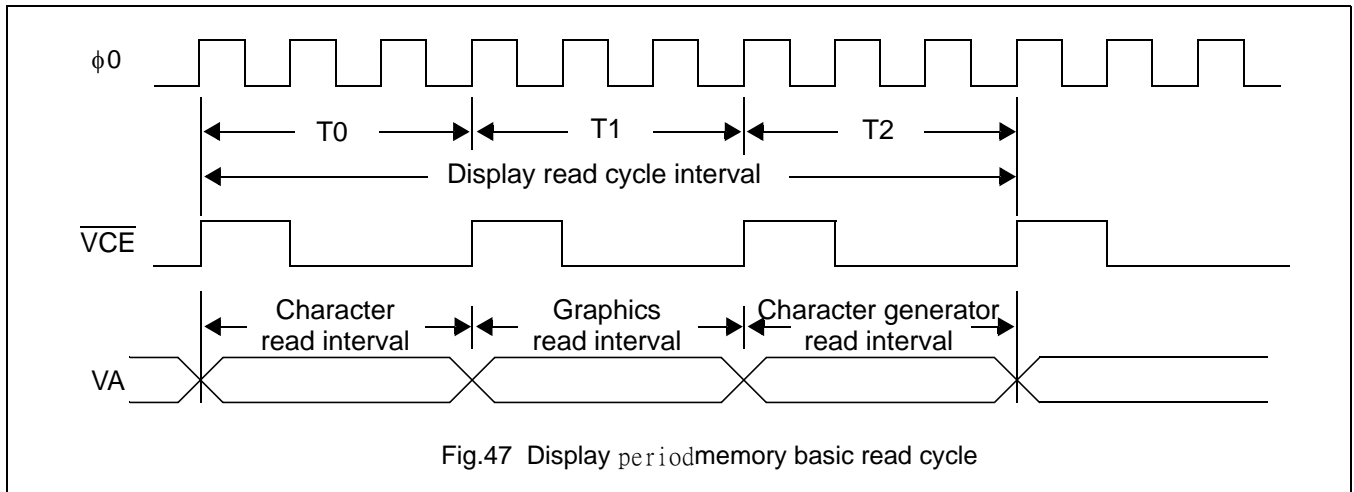 ϕ0
T0 T1 T2
Display read cycle interval
VCE
Character Graphics Character generator
read interval read interval read interval
VA
Fig.47 Display periodmemory basic read cycle